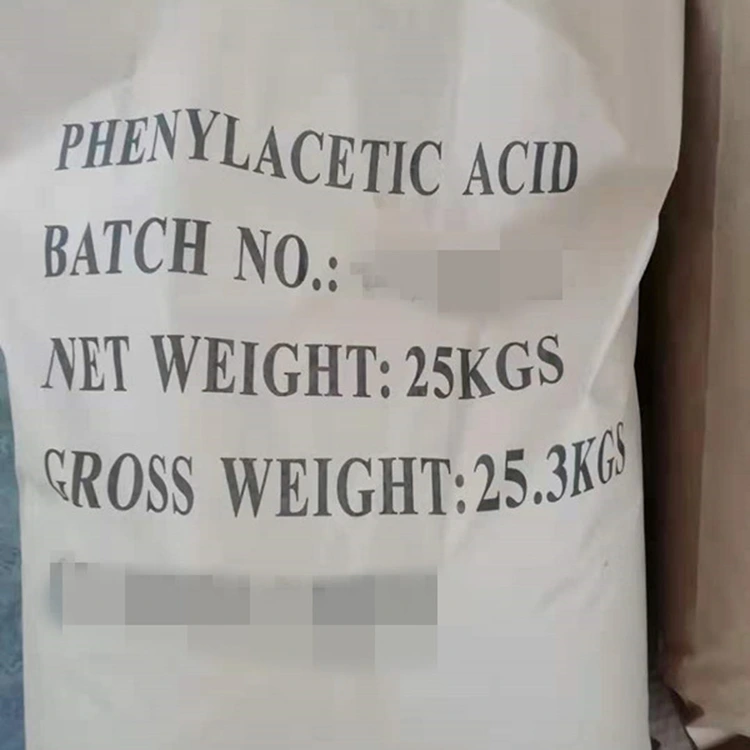 PHENYLACETIC ACID
BATCH NO.:
NET WEIGHT: 25KGS
GROSS WEIGHT: 25.3KGS